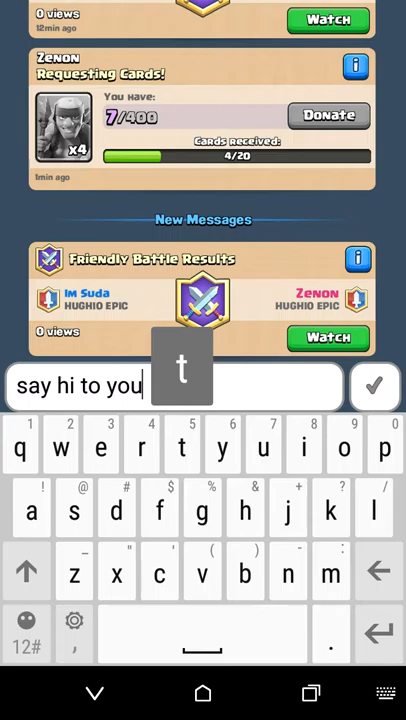 0 views
Watch
12min ago
Zenon
Requesting Cards!
You have:
7/400
Donate
x4
Cards received:
4/20
1min ago
New Messages
Friendly Battle Results
Im Suda
HUGHIO EPIC
Zenon
HUGHIO EPIC
0 views
Watch
t
say hi to you
1 2 3 4 5 6 7 8 9 0
q w e r t y u i o p
! @ # $ % & + ? /
a s d f g h j k l
_ " ' ( ) - :
z x c v b n m
12# , .